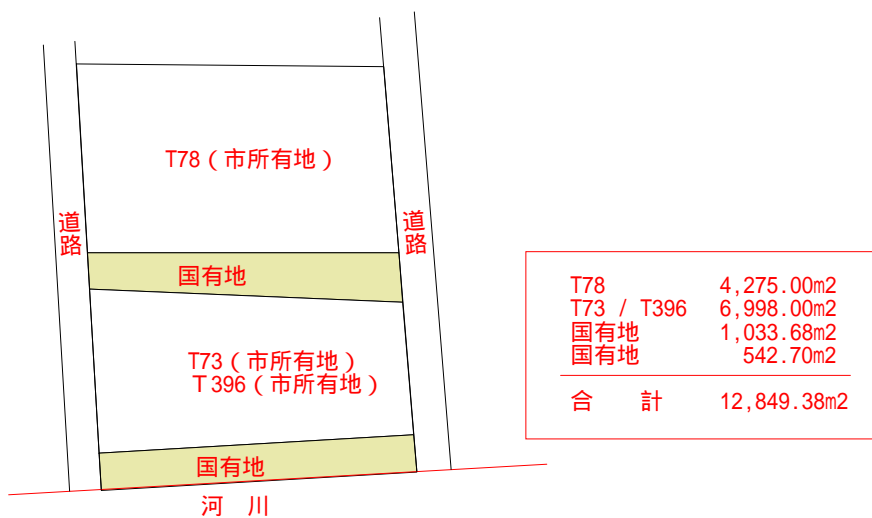 T78（市所有地）
道路
道路
国有地
T73（市所有地）
T396（市所有地）
国有地
河　川
T78 4,275.00m2
T73 / T396 6,998.00m2
国有地 1,033.68m2
国有地 542.70m2
合　計 12,849.38m2